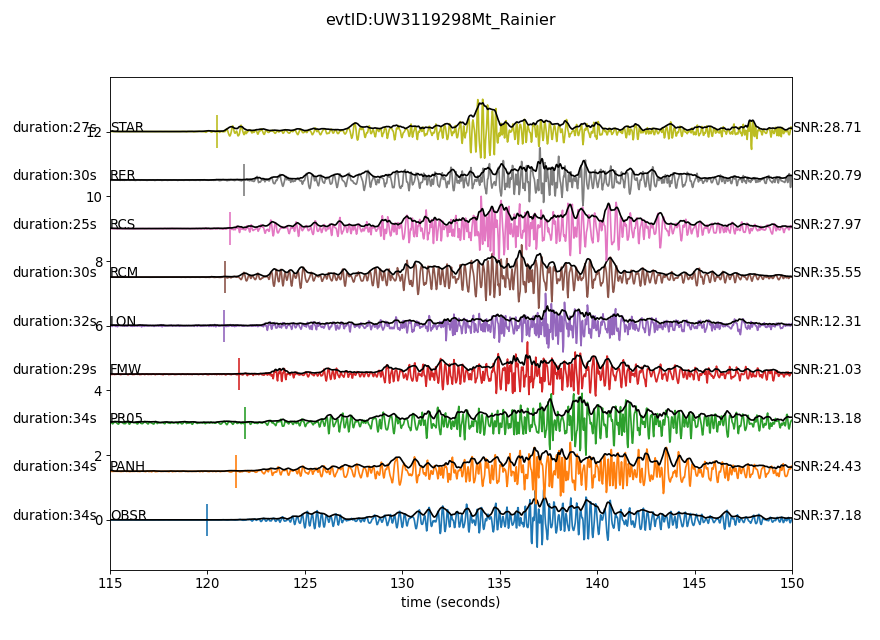 evtID:UW3119298Mt_Rainier
duration:27s STAR SNR:28.71
12
duration:30s RER SNR:20.79
10
duration:25s RCS SNR:27.97
8
duration:30s RCM SNR:35.55
duration:32s LON SNR:12.31
6
duration:29s FMW SNR:21.03
4
duration:34s PR05 SNR:13.18
2
duration:34s PANH SNR:24.43
duration:34s OBSR SNR:37.18
0
115 120 125 130 135 140 145 150
time (seconds)